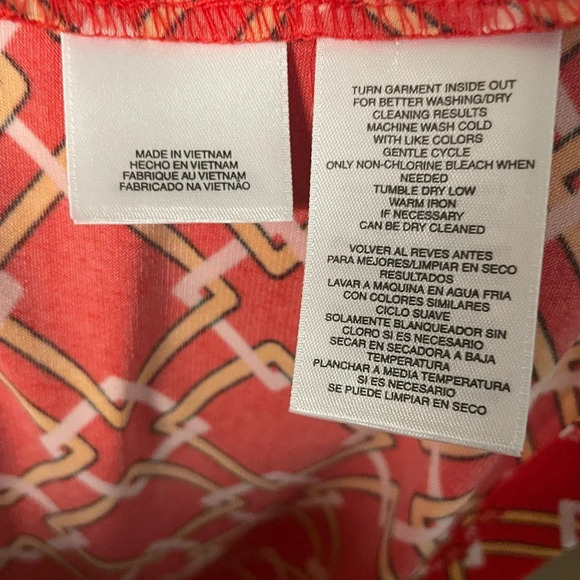 MADE IN VIETNAM
HECHO EN VIETNAM
FABRIQUE AU VIETNAM
FABRICADO NA VIETNÃO
TURN GARMENT INSIDE OUT
FOR BETTER WASHING/DRY
CLEANING RESULTS
MACHINE WASH COLD
WITH LIKE COLORS
GENTLE CYCLE
ONLY NON-CHLORINE BLEACH WHEN
NEEDED
TUMBLE DRY LOW
WARM IRON
IF NECESSARY
CAN BE DRY CLEANED
VOLVER AL REVES ANTES
PARA MEJORES/LIMPIAR EN SECO
RESULTADOS
LAVAR A MAQUINA EN AGUA FRIA
CON COLORES SIMILARES
CICLO SUAVE
SOLAMENTE BLANQUEADOR SIN
CLORO SI ES NECESARIO
SECAR EN SECADORA A BAJA
TEMPERATURA
PLANCHAR A MEDIA TEMPERATURA
SI ES NECESARIO
SE PUEDE LIMPIAR EN SECO